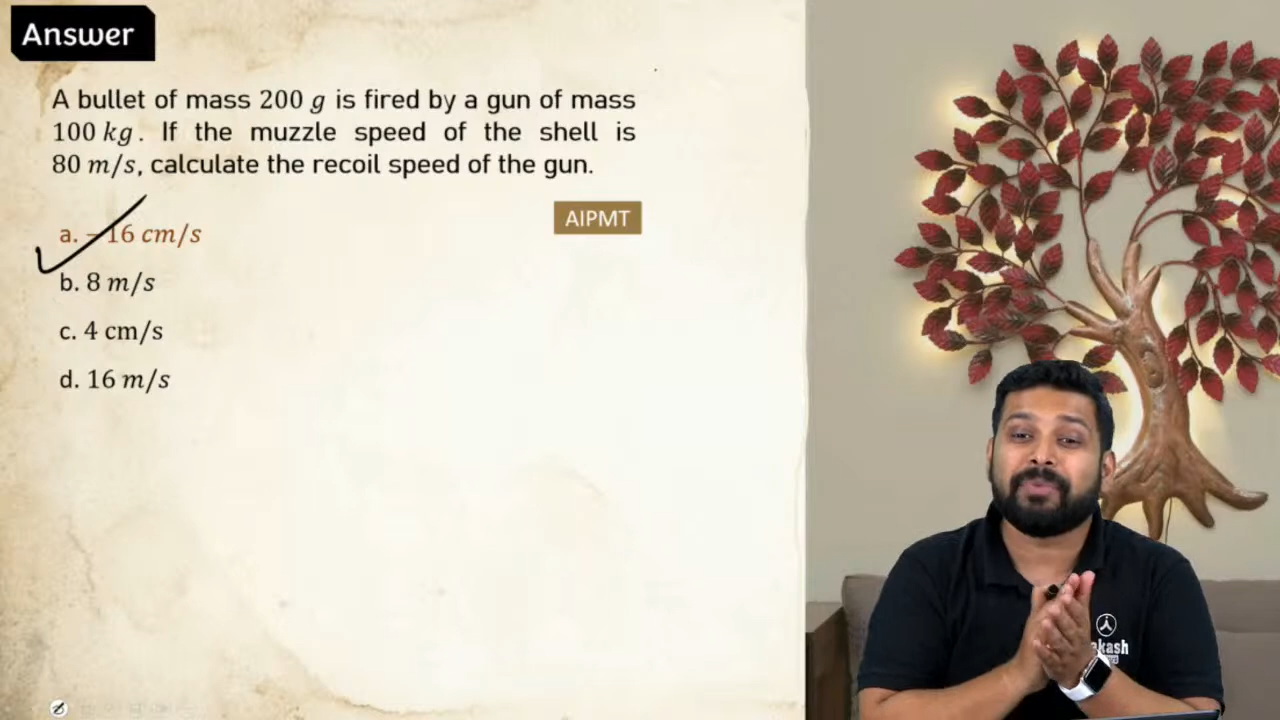 Answer
A bullet of mass 200 g is fired by a gun of mass
100 kg. If the muzzle speed of the shell is
80 m/s, calculate the recoil speed of the gun.
AIPMT
a. −16 cm/s
b. 8 m/s
c. 4 cm/s
d. 16 m/s